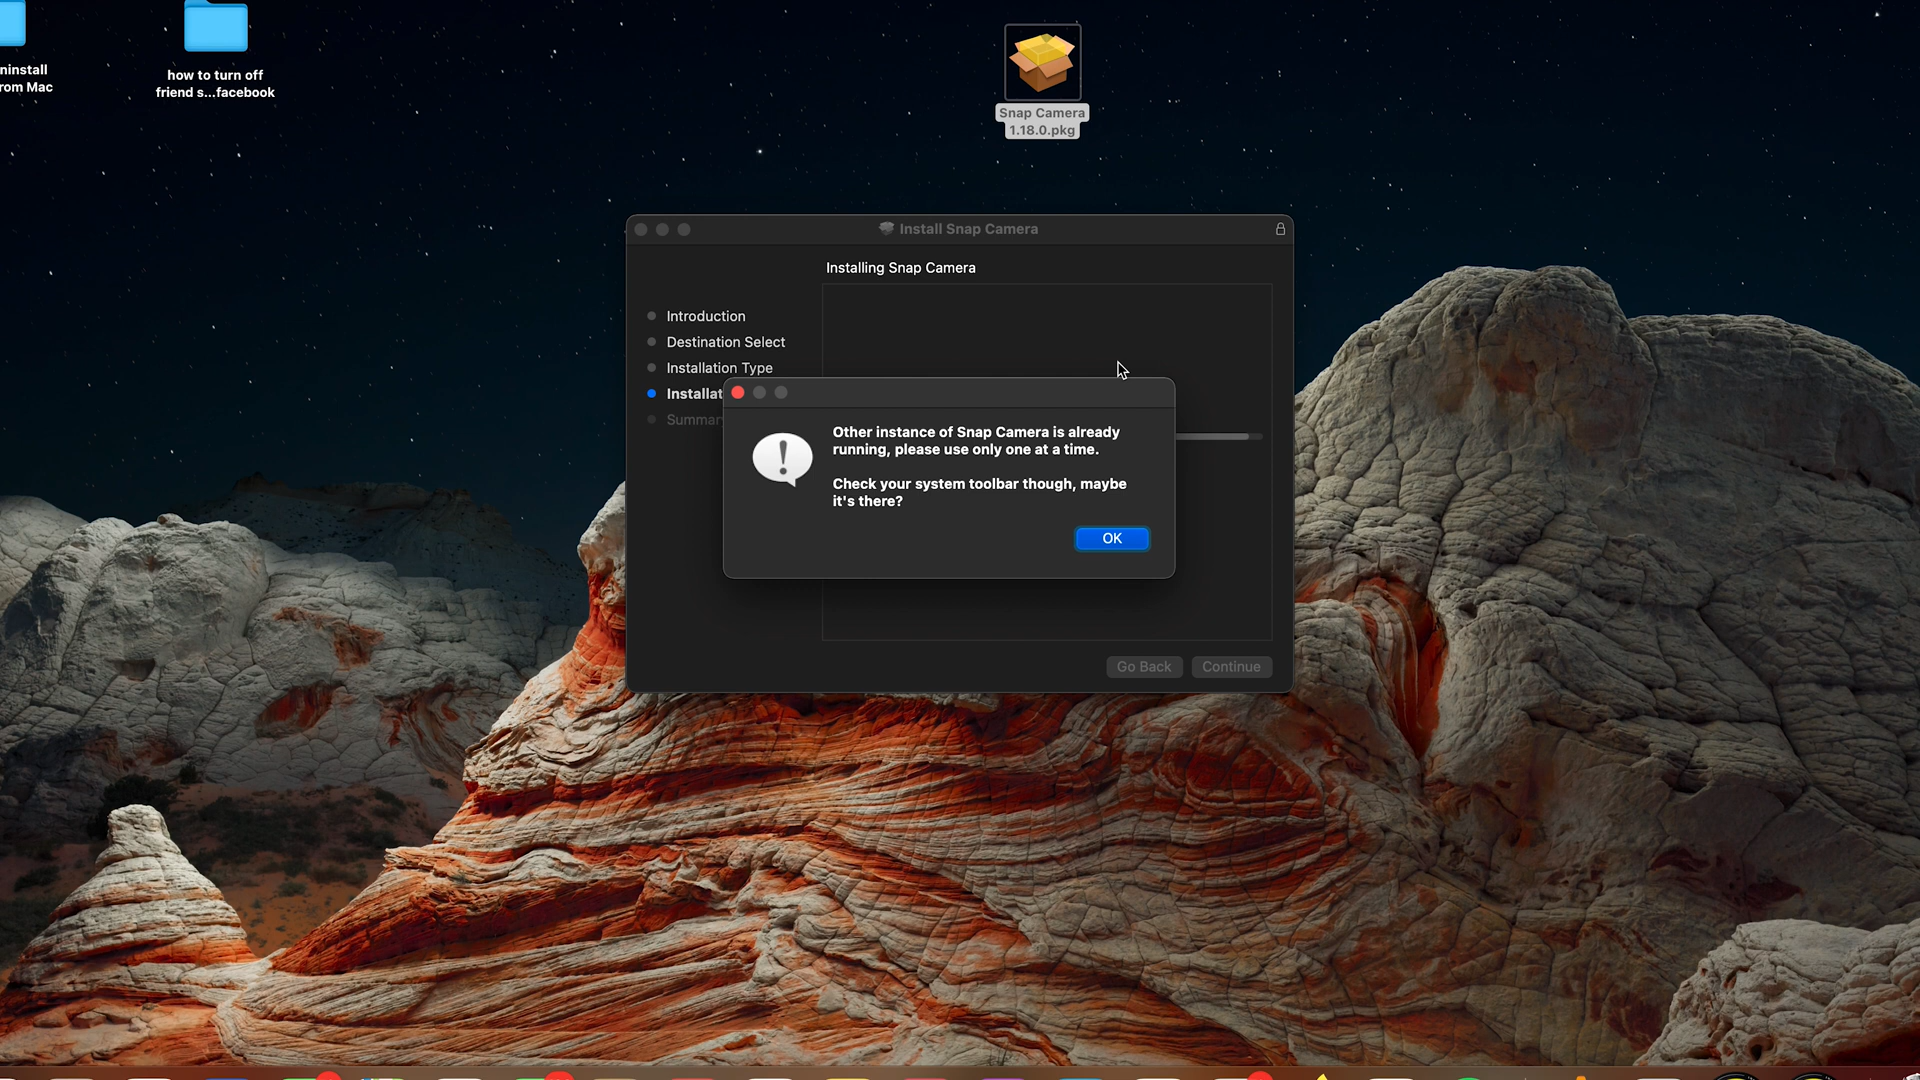 ninstall
rom Mac
how to turn off
friend s...facebook
Snap Camera
1.18.0.pkg
Install Snap Camera
Installing Snap Camera
Introduction
Destination Select
Installation Type
Installat
Summar
Other instance of Snap Camera is already
running, please use only one at a time.
Check your system toolbar though, maybe
it's there?
OK
Go Back
Continue